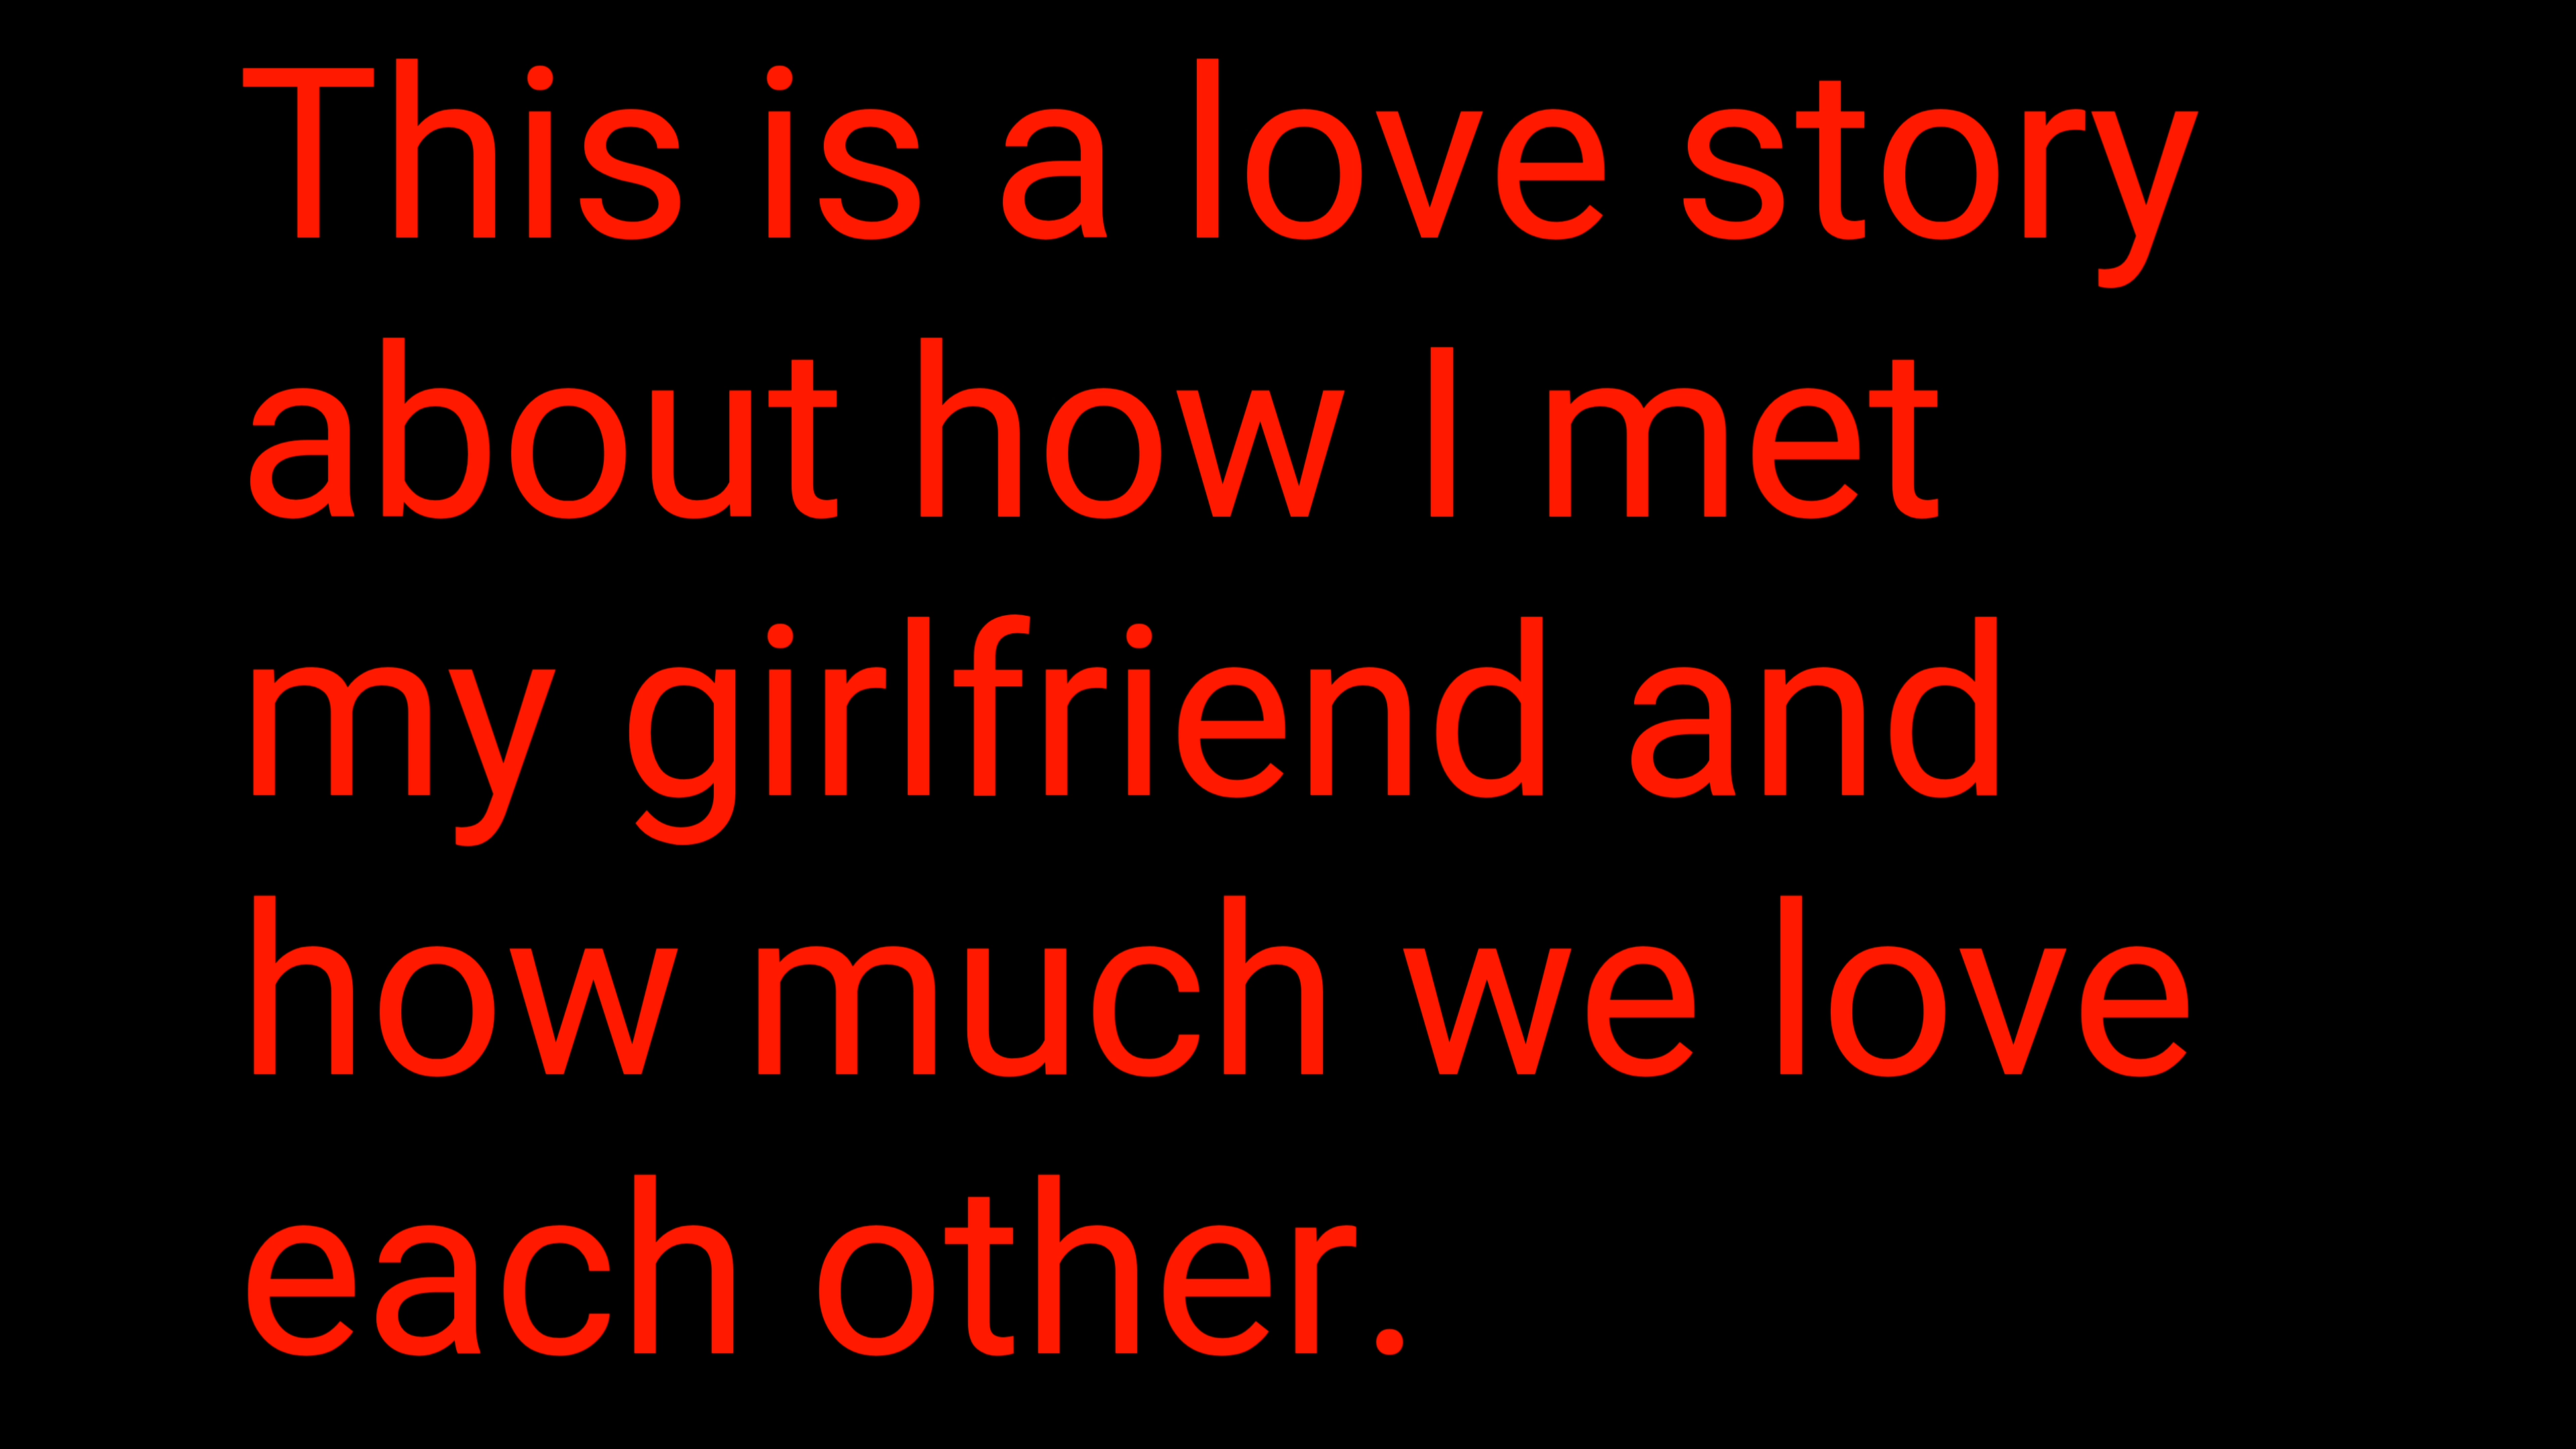 This is a love story
about how I met
my girlfriend and
how much we love
each other.